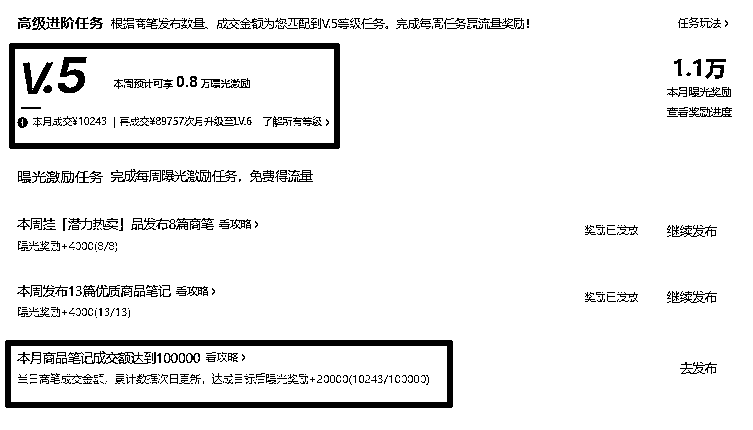 高级进阶任务 根据商笔发布数量、成交金额为您匹配到V.5等级任务。完成每周任务赢流量奖励！ 任务玩法>
V.5 本周预计可享 0.8 万曝光激励
1.1万
本月曝光奖励
查看奖励进度
本月成交¥10243 | 再成交¥89757次月升级至LV.6 了解所有等级>
曝光激励任务 完成每周曝光激励任务，免费得流量
本周挂「潜力热卖」品发布8篇商笔 看攻略>
曝光奖励+4000(8/8)
奖励已发放 继续发布
本周发布13篇优质商品笔记 看攻略>
曝光奖励+4000(13/13)
奖励已发放 继续发布
本月商品笔记成交额达到100000 看攻略>
当日商笔成交金额，累计数据次日更新，达成目标后曝光奖励+20000(10243/100000)
去发布